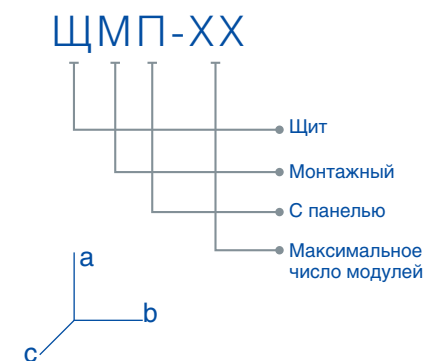 ЩМП-ХХ
Щит
Монтажный
С панелью
Максимальное
число модулей
a
b
c